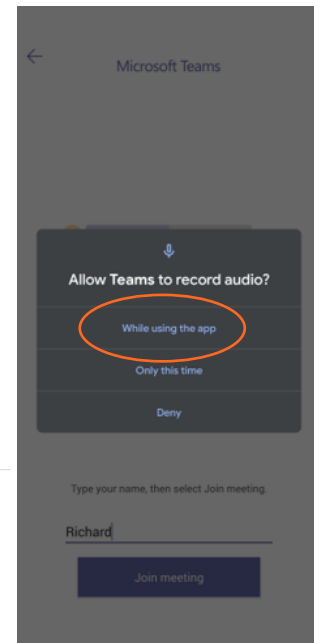 Microsoft Teams
Allow Teams to record audio?
While using the app
Only this time
Deny
Type your name, then select Join meeting.
Richard
Join meeting